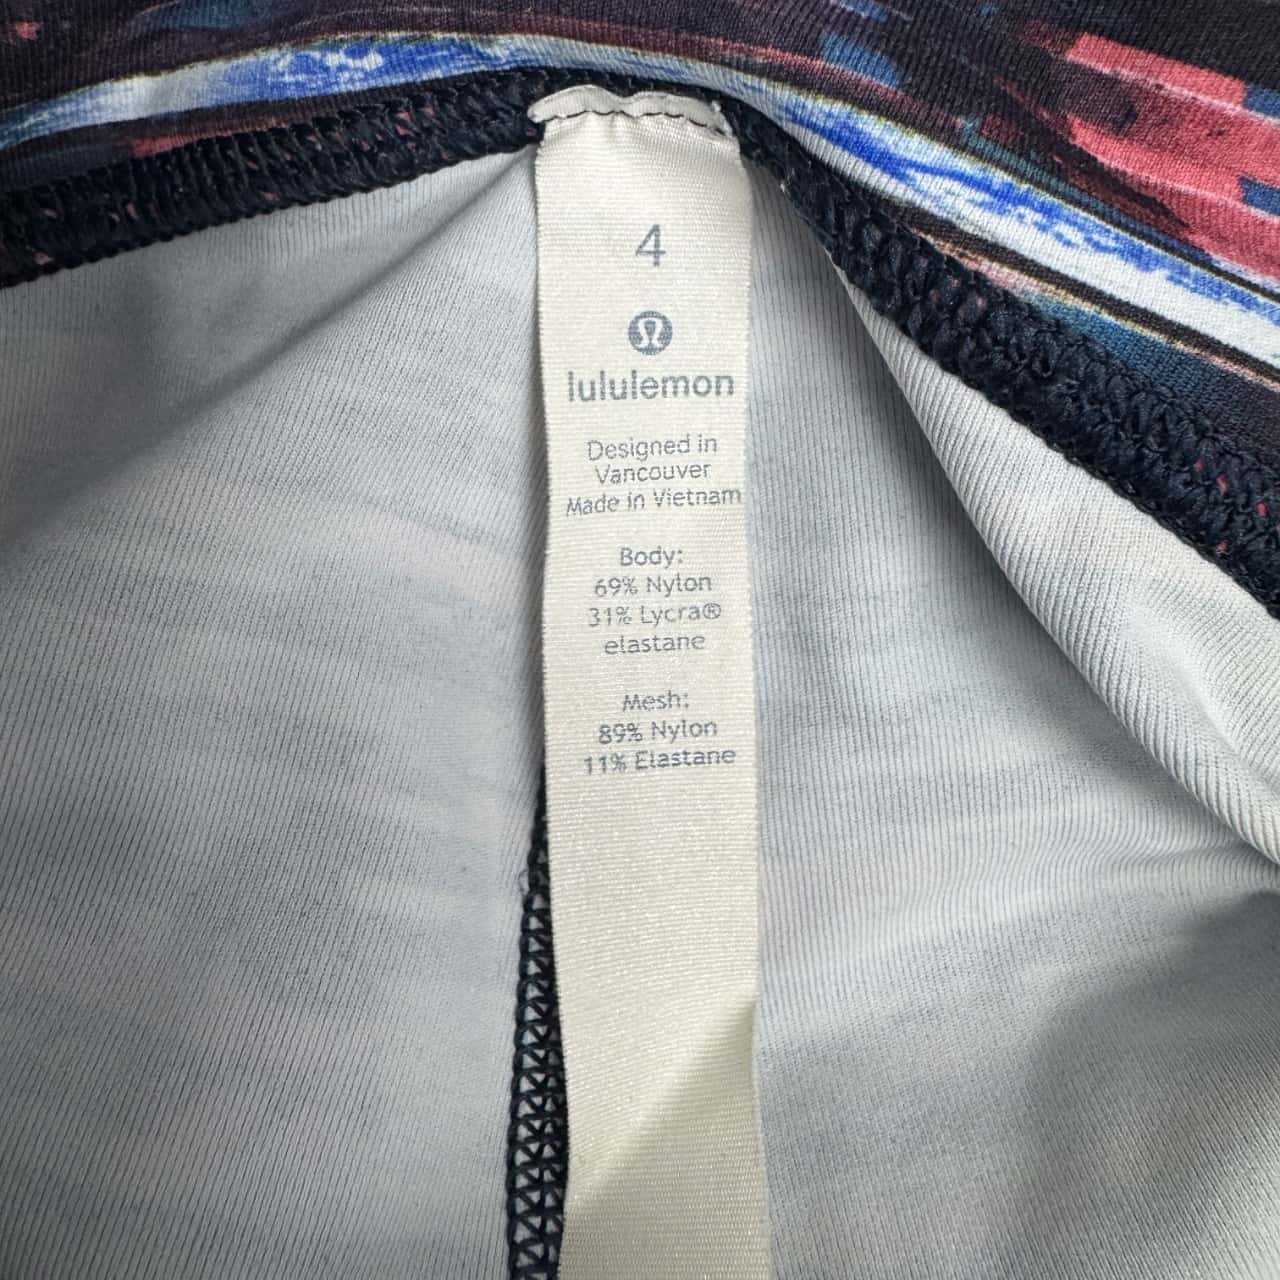 4
lululemon
Designed in
Vancouver
Made in Vietnam
Body:
69% Nylon
31% Lycra®
elastane
Mesh:
89% Nylon
11% Elastane